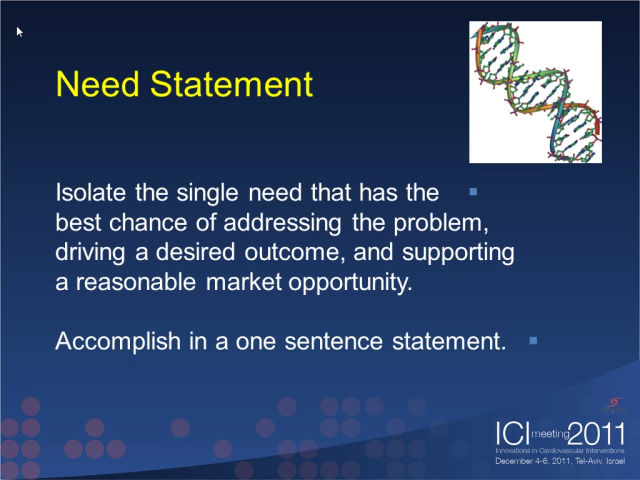 Need Statement
Isolate the single need that has the
best chance of addressing the problem,
driving a desired outcome, and supporting
a reasonable market opportunity.
Accomplish in a one sentence statement.
ICI meeting 2011
Innovations in Cardiovascular Interventions
December 4-6, 2011, Tel-Aviv, Israel